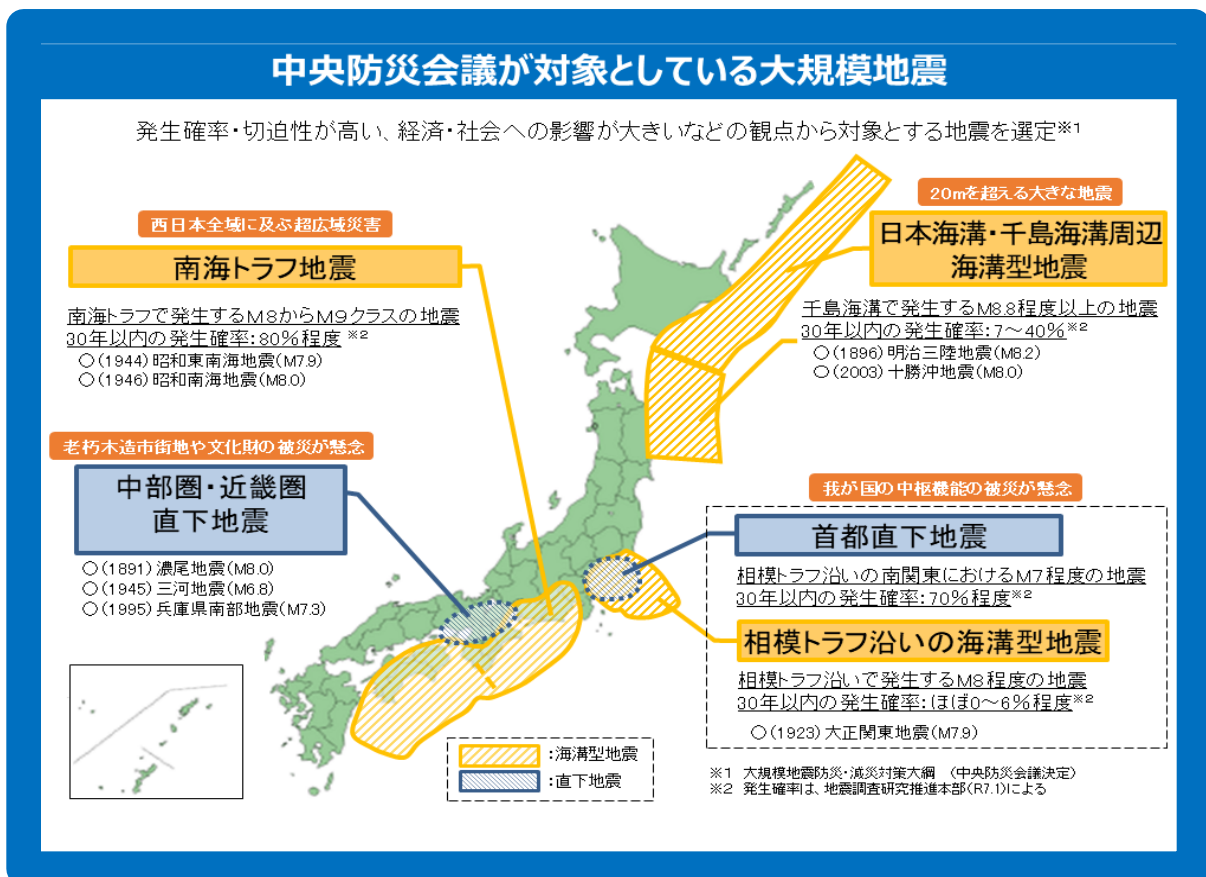 中央防災会議が対象としている大規模地震
発生確率・切迫性が高い、経済・社会への影響が大きいなどの観点から対象とする地震を選定※1
西日本全域に及ぶ超広域災害
南海トラフ地震
南海トラフで発生するM8からM9クラスの地震
30年以内の発生確率:80%程度 ※2
○(1944) 昭和東南海地震(M7.9)
○(1946) 昭和南海地震(M8.0)
20mを超える大きな地震
日本海溝・千島海溝周辺
海溝型地震
千島海溝で発生するM8.8程度以上の地震
30年以内の発生確率:7～40%※2
○(1896) 明治三陸地震(M8.2)
○(2003) 十勝沖地震(M8.0)
老朽木造市街地や文化財の被災が懸念
中部圏・近畿圏
直下地震
○(1891) 濃尾地震(M8.0)
○(1945) 三河地震(M6.8)
○(1995) 兵庫県南部地震(M7.3)
我が国の中枢機能の被災が懸念
首都直下地震
相模トラフ沿いの南関東におけるM7程度の地震
30年以内の発生確率:70%程度※2
相模トラフ沿いの海溝型地震
相模トラフ沿いで発生するM8程度の地震
30年以内の発生確率:ほぼ0～6%程度※2
○(1923) 大正関東地震(M7.9)
:海溝型地震
:直下地震
※1 大規模地震防災・減災対策大綱 (中央防災会議決定)
※2 発生確率は、地震調査研究推進本部(R7.1)による